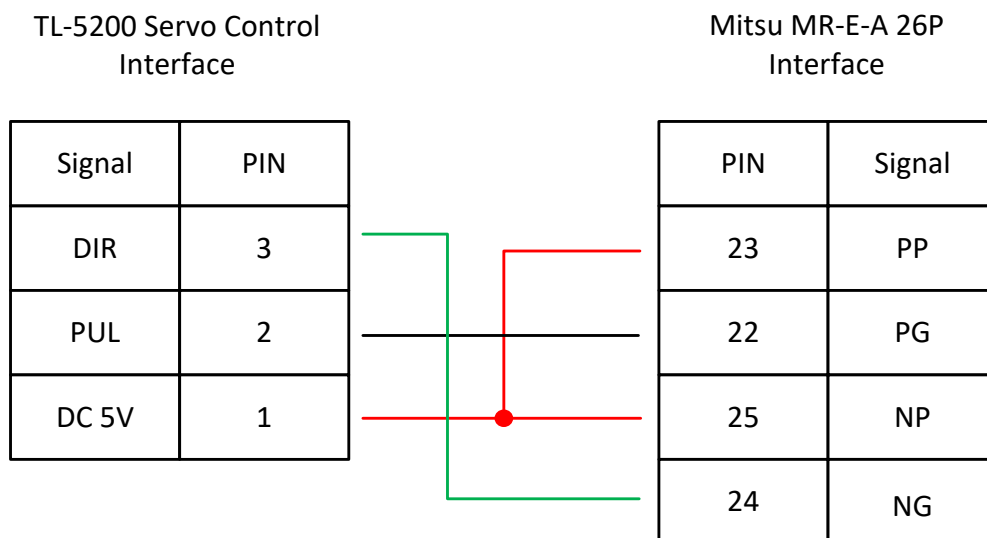 TL-5200 Servo Control
Interface
Mitsu MR-E-A 26P
Interface
Signal PIN
DIR 3
PUL 2
DC 5V 1
PIN Signal
23 PP
22 PG
25 NP
24 NG